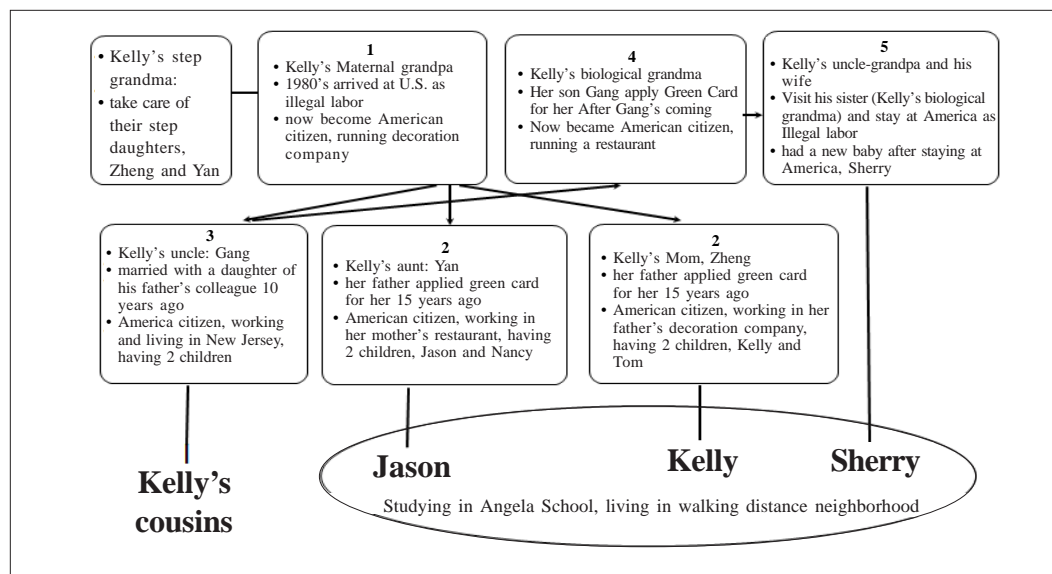 • Kelly's step
grandma:
• take care of
their step
daughters,
Zheng and Yan
1
• Kelly's Maternal grandpa
• 1980's arrived at U.S. as
illegal labor
• now become American
citizen, running decoration
company
4
• Kelly's biological grandma
• Her son Gang apply Green Card
for her After Gang's coming
• Now became American citizen,
running a restaurant
5
• Kelly's uncle-grandpa and his
wife
• Visit his sister (Kelly's biological
grandma) and stay at America as
Illegal labor
• had a new baby after staying at
America, Sherry
3
• Kelly's uncle: Gang
• married with a daughter of
his father's colleague 10
years ago
• America citizen, working
and living in New Jersey,
having 2 children
2
• Kelly's aunt: Yan
• her father applied green card
for her 15 years ago
• American citizen, working in
her mother's restaurant, having
2 children, Jason and Nancy
2
• Kelly's Mom, Zheng
• her father applied green card
for her 15 years ago
• American citizen, working in her
father's decoration company,
having 2 children, Kelly and
Tom
Kelly's
cousins
Jason
Kelly
Sherry
Studying in Angela School, living in walking distance neighborhood